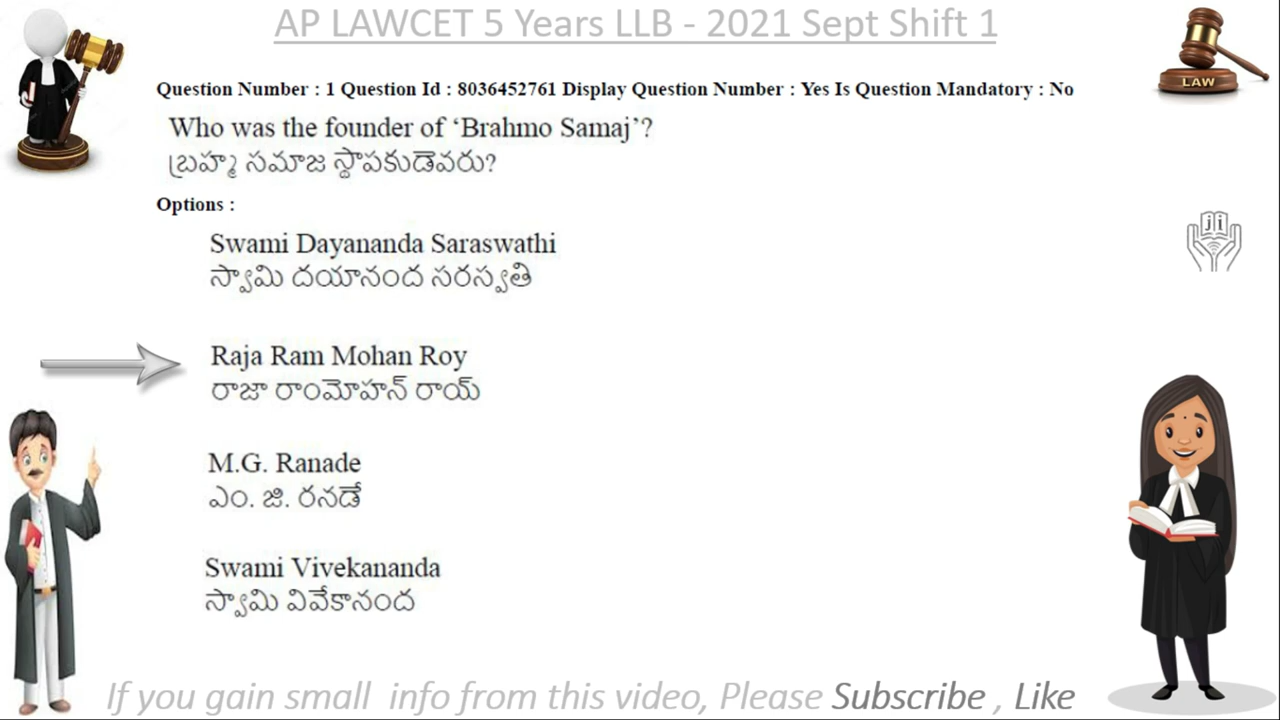 AP LAWCET 5 Years LLB - 2021 Sept Shift 1
LAW
Question Number : 1 Question Id : 8036452761 Display Question Number : Yes Is Question Mandatory : No
Who was the founder of ‘Brahmo Samaj’?
బ్రహ్మ సమాజ స్థాపకుడెవరు?
Options :
ji
Swami Dayananda Saraswathi
స్వామి దయానంద సరస్వతి
Raja Ram Mohan Roy
రాజా రాంమోహన్ రాయ్
M.G. Ranade
ఎం. జి. రనడే
Swami Vivekananda
స్వామి వివేకానంద
If you gain small info from this video, Please Subscribe , Like